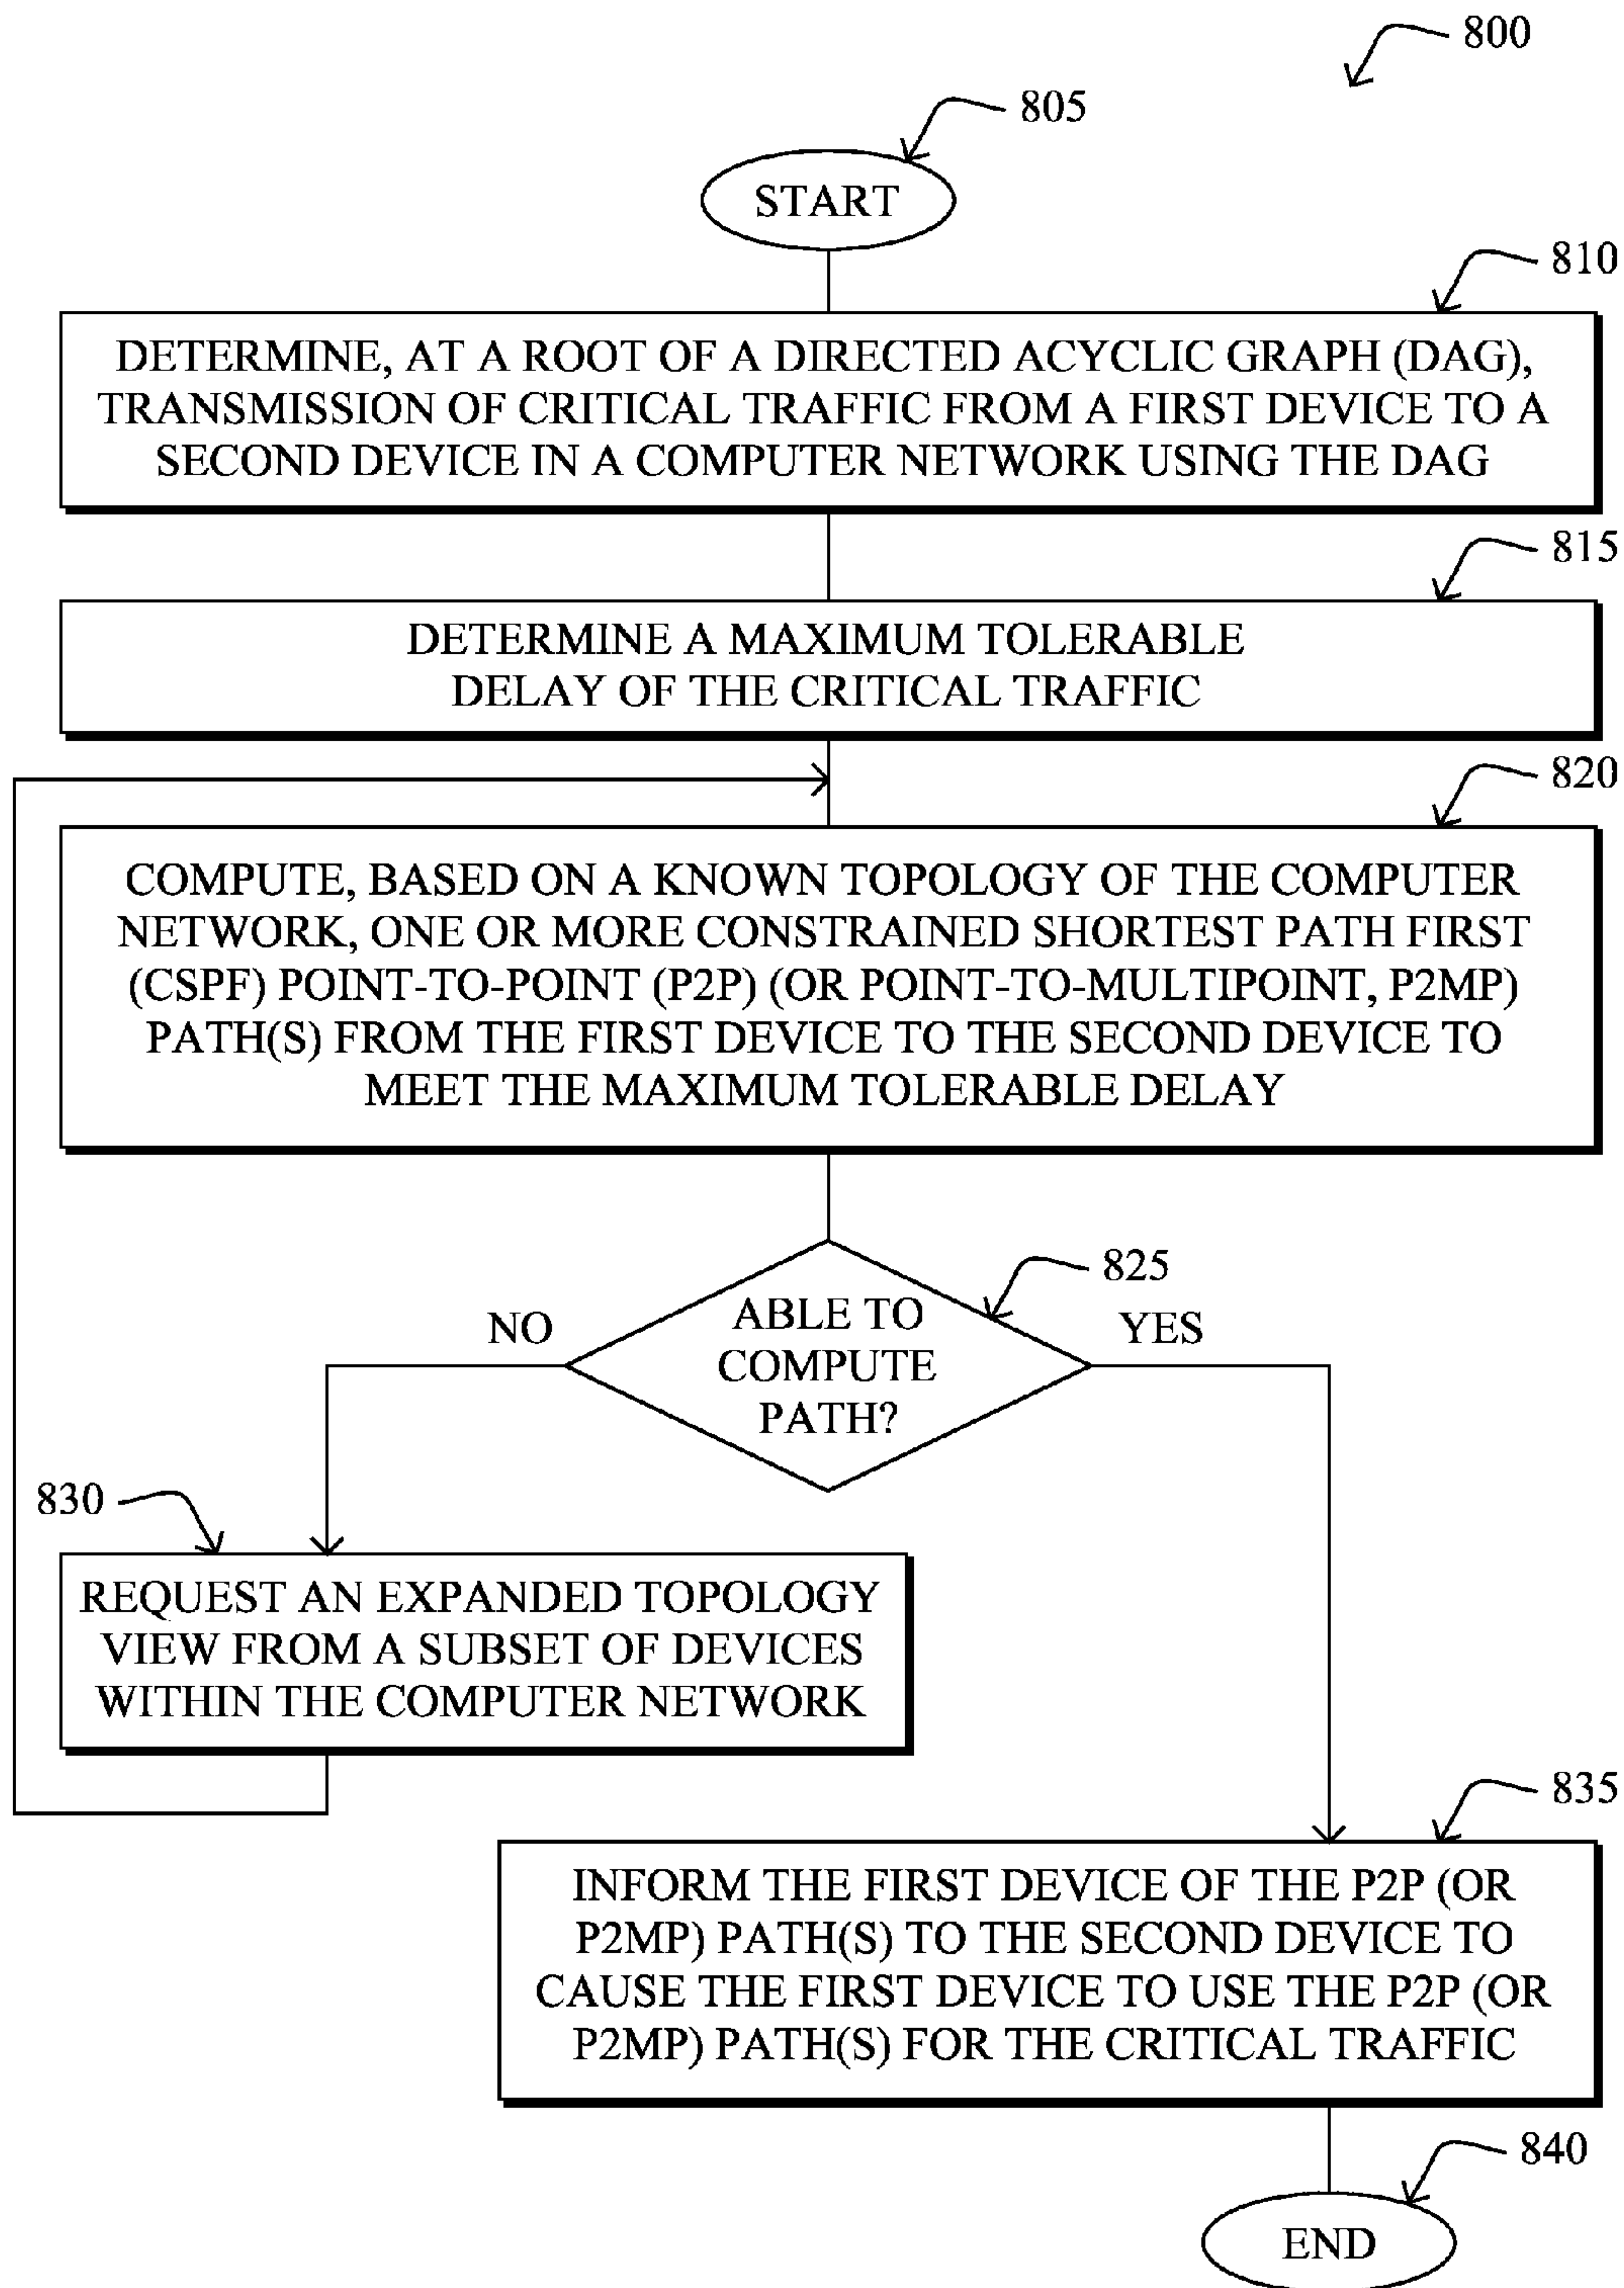 800
805
START
810
DETERMINE, AT A ROOT OF A DIRECTED ACYCLIC GRAPH (DAG),
TRANSMISSION OF CRITICAL TRAFFIC FROM A FIRST DEVICE TO A
SECOND DEVICE IN A COMPUTER NETWORK USING THE DAG
815
DETERMINE A MAXIMUM TOLERABLE
DELAY OF THE CRITICAL TRAFFIC
820
COMPUTE, BASED ON A KNOWN TOPOLOGY OF THE COMPUTER
NETWORK, ONE OR MORE CONSTRAINED SHORTEST PATH FIRST
(CSPF) POINT-TO-POINT (P2P) (OR POINT-TO-MULTIPOINT, P2MP)
PATH(S) FROM THE FIRST DEVICE TO THE SECOND DEVICE TO
MEET THE MAXIMUM TOLERABLE DELAY
825
NO
ABLE TO
COMPUTE
PATH?
YES
830
REQUEST AN EXPANDED TOPOLOGY
VIEW FROM A SUBSET OF DEVICES
WITHIN THE COMPUTER NETWORK
835
INFORM THE FIRST DEVICE OF THE P2P (OR
P2MP) PATH(S) TO THE SECOND DEVICE TO
CAUSE THE FIRST DEVICE TO USE THE P2P (OR
P2MP) PATH(S) FOR THE CRITICAL TRAFFIC
840
END